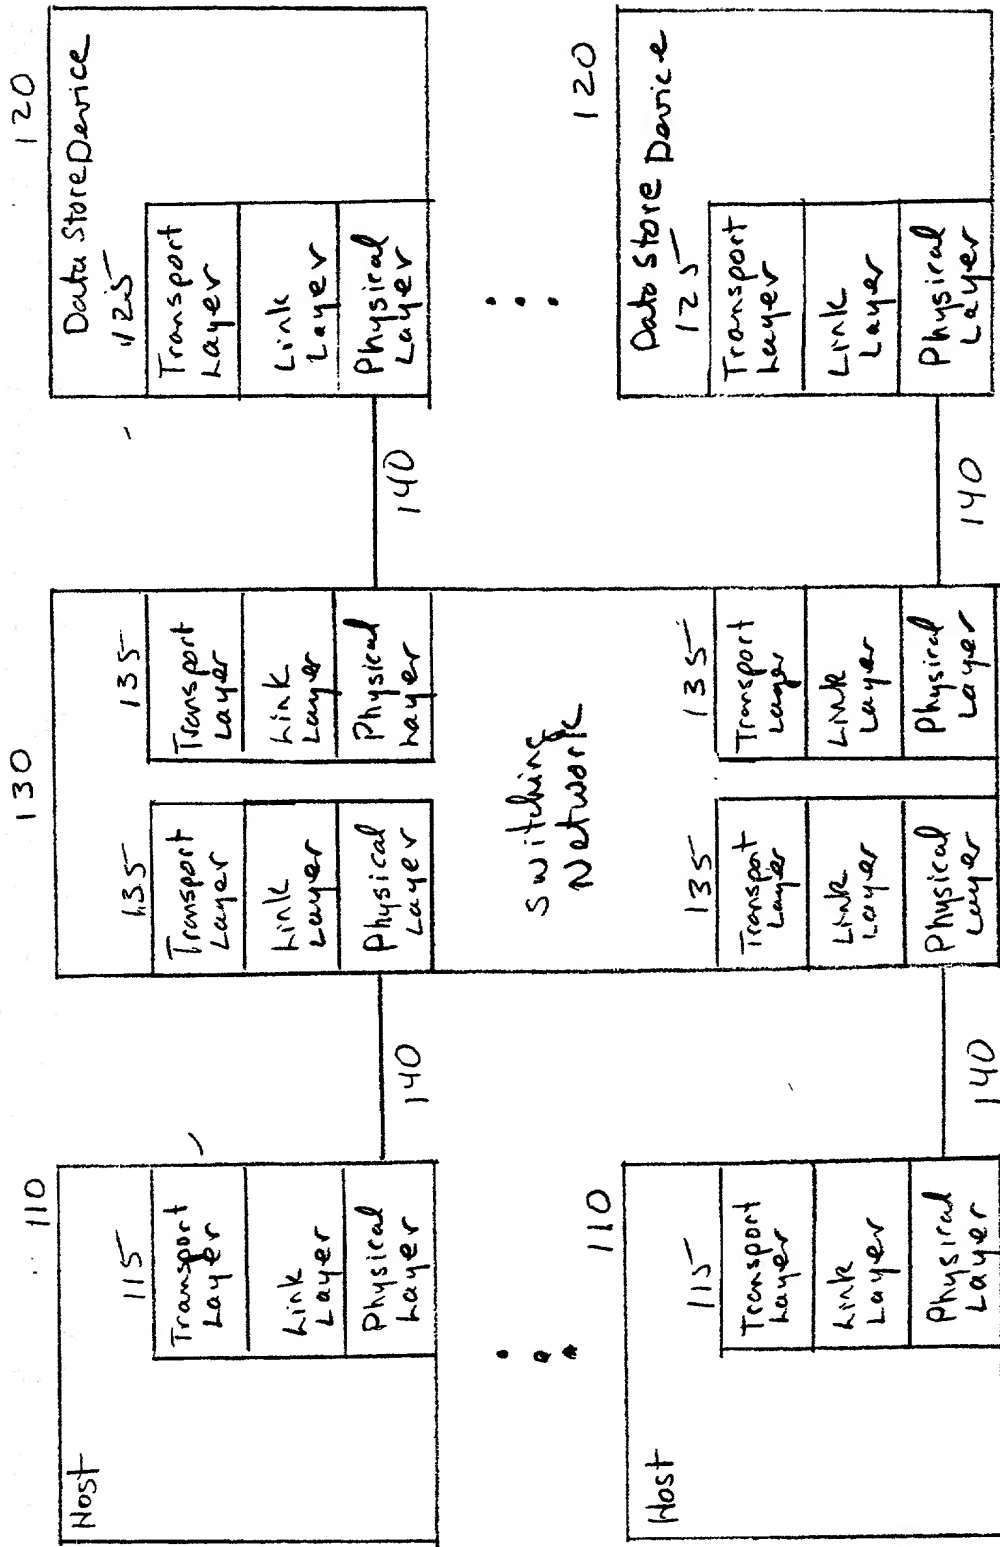 110
Host
115
Transport
Layer
Link
Layer
Physical
Layer
140
130
135
Transport
Layer
Link
Layer
Physical
Layer
135
Transport
Layer
Link
Layer
Physical
Layer
140
120
Data Store Device
125
Transport
Layer
Link
Layer
Physical
Layer
Switching
Network
110
Host
115
Transport
Layer
Link
Layer
Physical
Layer
140
135
Transport
Layer
Link
Layer
Physical
Layer
135
Transport
Layer
Link
Layer
Physical
Layer
140
120
Data Store Device
125
Transport
Layer
Link
Layer
Physical
Layer